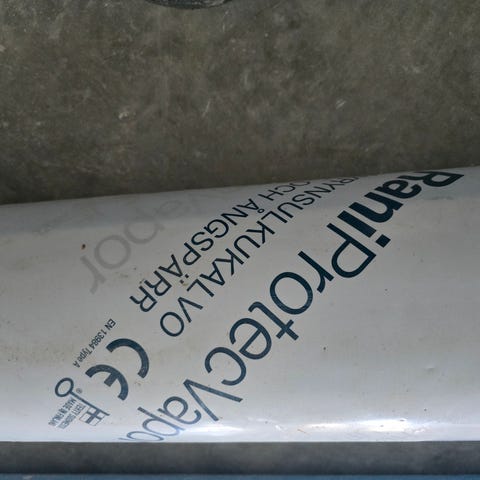 RaniProtecVapor
RYNSULKUKALVO
OCH ÅNGSPÄRR
EN 13984 Type A
CE
MADE IN FINLAND
Vapor